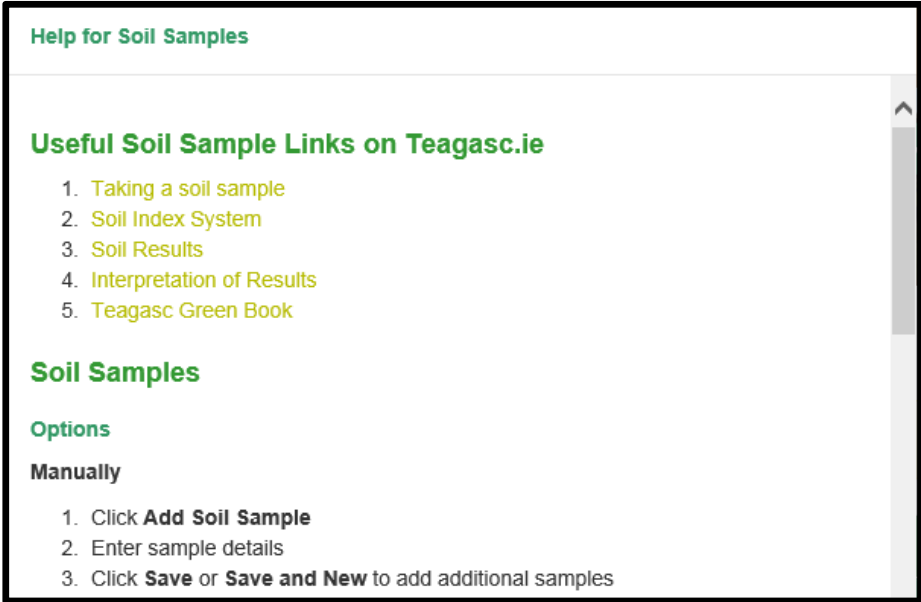 Help for Soil Samples
Useful Soil Sample Links on Teagasc.ie
1. Taking a soil sample
2. Soil Index System
3. Soil Results
4. Interpretation of Results
5. Teagasc Green Book
Soil Samples
Options
Manually
1. Click Add Soil Sample
2. Enter sample details
3. Click Save or Save and New to add additional samples